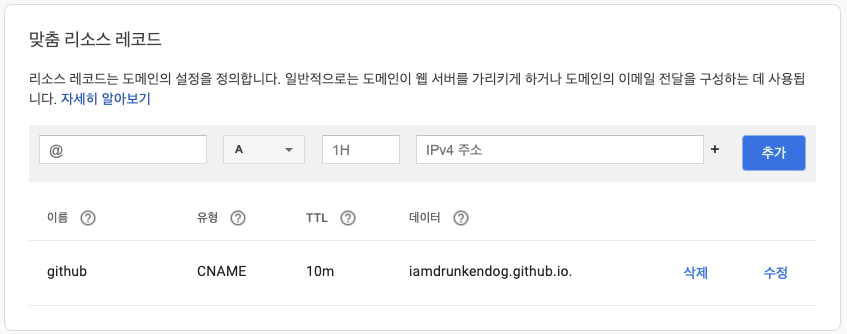 맞춤 리소스 레코드
리소스 레코드는 도메인의 설정을 정의합니다. 일반적으로는 도메인이 웹 서버를 가리키게 하거나 도메인의 이메일 전달을 구성하는 데 사용됩
니다. 자세히 알아보기
@ A 1H IPv4 주소 + 추가
이름 ? 유형 ? TTL ? 데이터 ?
github CNAME 10m iamdrunkendog.github.io. 삭제 수정